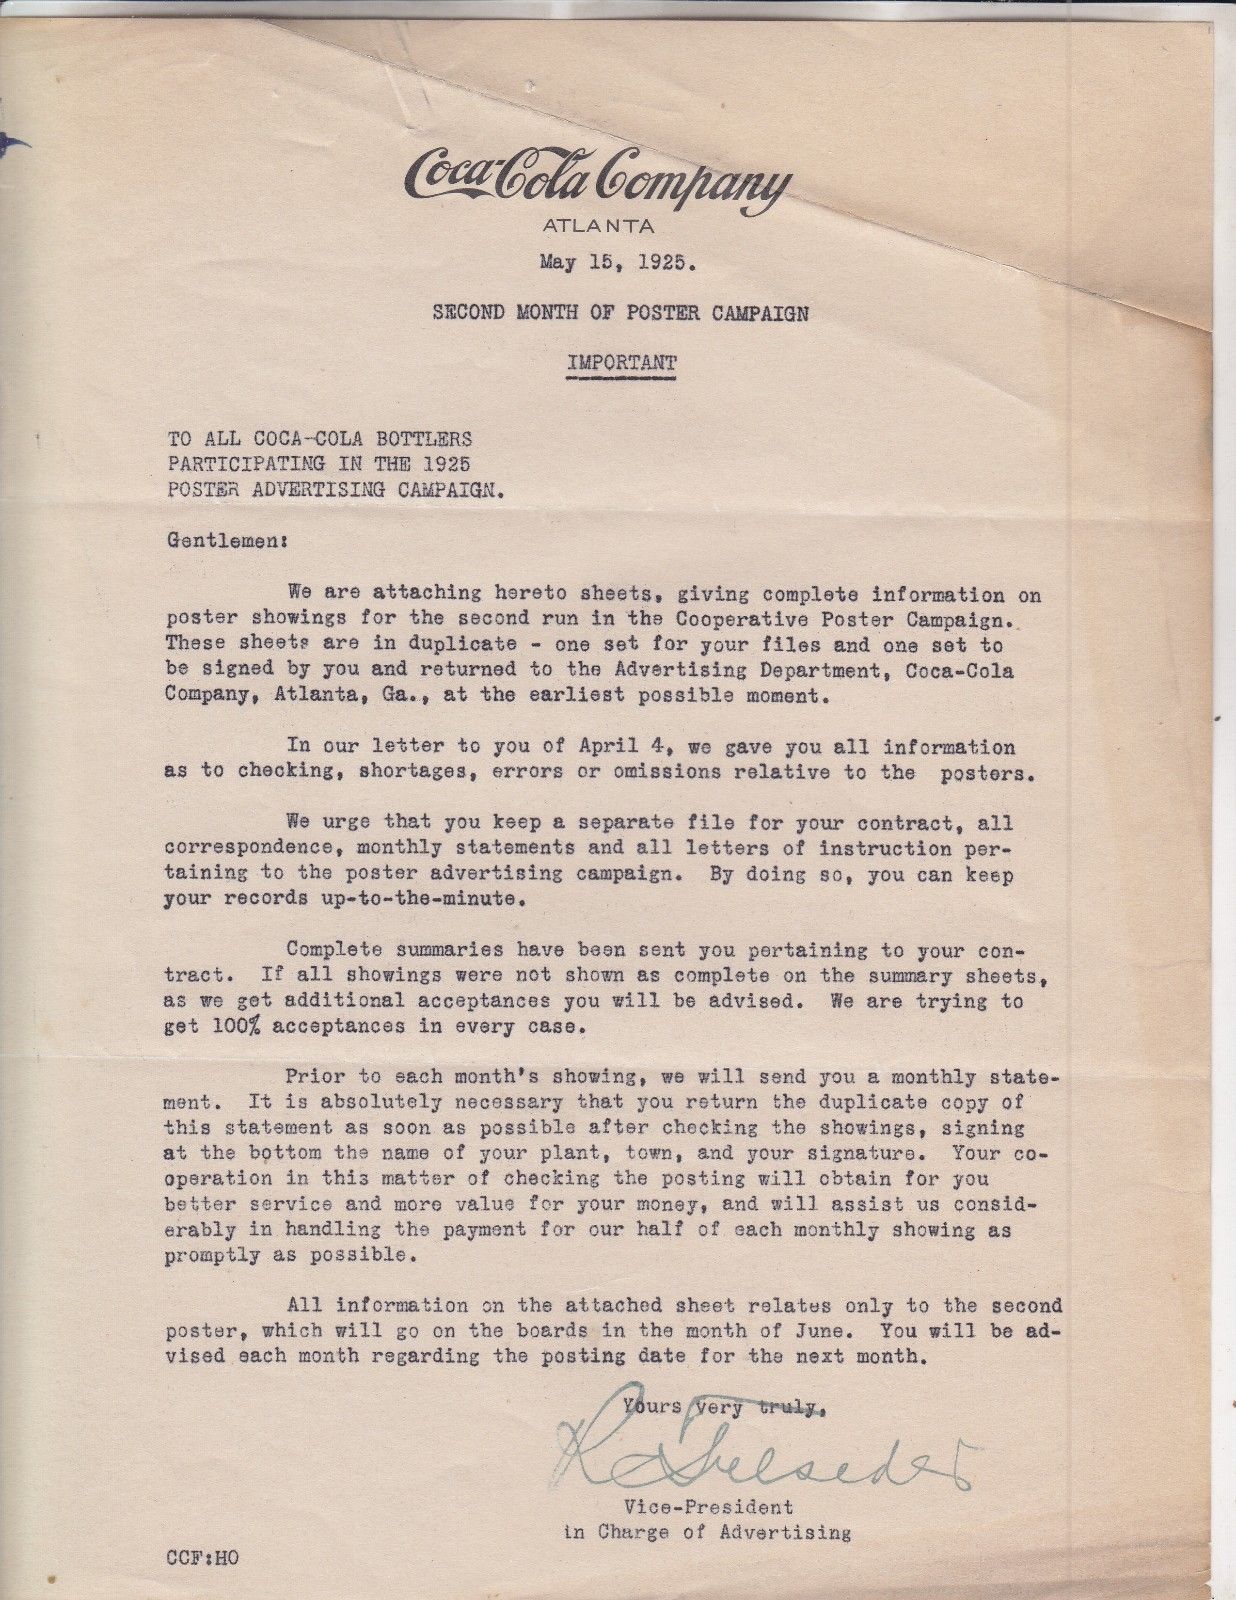 Coca-Cola Company
ATLANTA
May 15, 1925.
SECOND MONTH OF POSTER CAMPAIGN
IMPORTANT
TO ALL COCA-COLA BOTTLERS
PARTICIPATING IN THE 1925
POSTER ADVERTISING CAMPAIGN.
Gentlemen:
We are attaching hereto sheets, giving complete information on
poster showings for the second run in the Cooperative Poster Campaign.
These sheets are in duplicate - one set for your files and one set to
be signed by you and returned to the Advertising Department, Coca-Cola
Company, Atlanta, Ga., at the earliest possible moment.
In our letter to you of April 4, we gave you all information
as to checking, shortages, errors or omissions relative to the posters.
We urge that you keep a separate file for your contract, all
correspondence, monthly statements and all letters of instruction per-
taining to the poster advertising campaign. By doing so, you can keep
your records up-to-the-minute.
Complete summaries have been sent you pertaining to your con-
tract. If all showings were not shown as complete on the summary sheets,
as we get additional acceptances you will be advised. We are trying to
get 100% acceptances in every case.
Prior to each month's showing, we will send you a monthly state-
ment. It is absolutely necessary that you return the duplicate copy of
this statement as soon as possible after checking the showings, signing
at the bottom the name of your plant, town, and your signature. Your co-
operation in this matter of checking the posting will obtain for you
better service and more value for your money, and will assist us consid-
erably in handling the payment for our half of each monthly showing as
promptly as possible.
All information on the attached sheet relates only to the second
poster, which will go on the boards in the month of June. You will be ad-
vised each month regarding the posting date for the next month.
Yours very truly,
Vice-President
in Charge of Advertising
CCF:HO